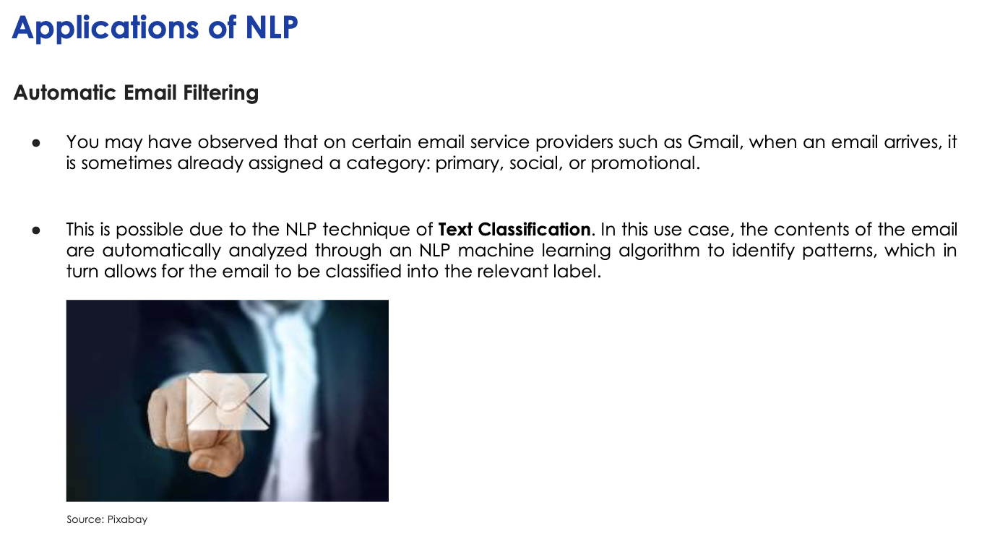 Applications of NLP
Automatic Email Filtering
● You may have observed that on certain email service providers such as Gmail, when an email arrives, it
is sometimes already assigned a category: primary, social, or promotional.
● This is possible due to the NLP technique of Text Classification. In this use case, the contents of the email
are automatically analyzed through an NLP machine learning algorithm to identify patterns, which in
turn allows for the email to be classified into the relevant label.
Source: Pixabay